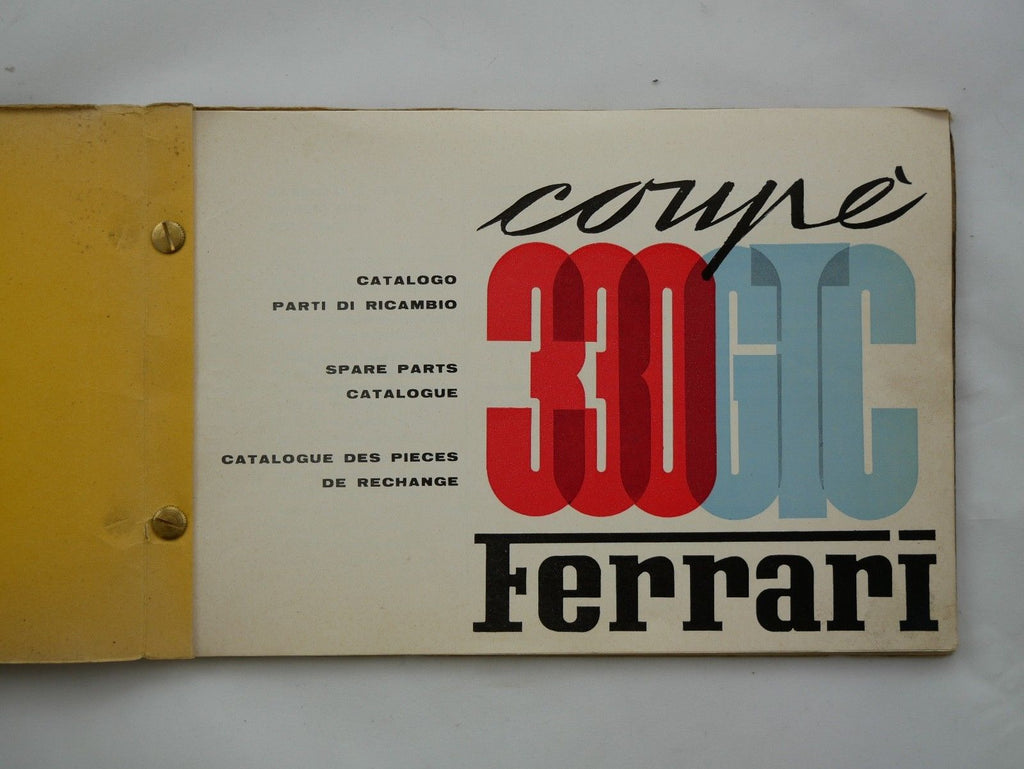 coupè
330GTC
Ferrari
CATALOGO
PARTI DI RICAMBIO
SPARE PARTS
CATALOGUE
CATALOGUE DES PIECES
DE RECHANGE